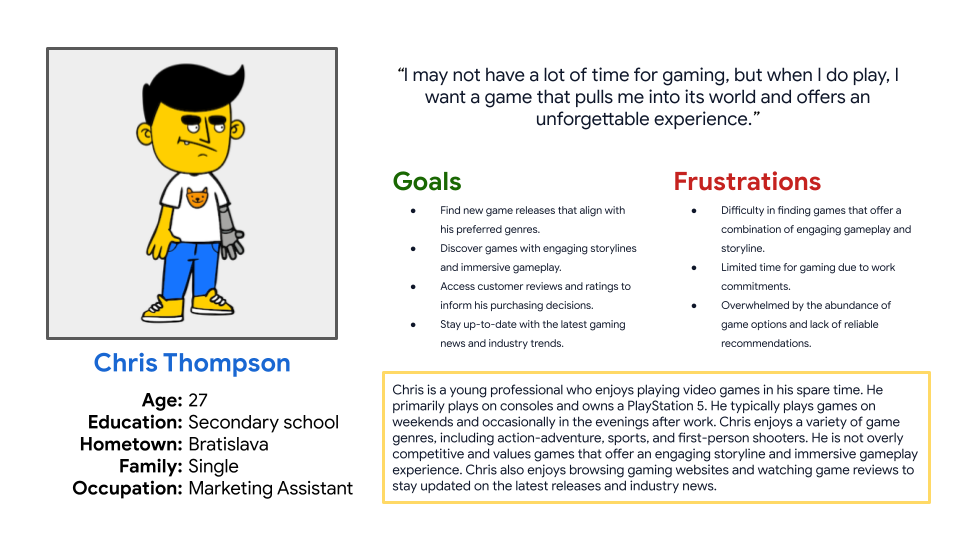 “I may not have a lot of time for gaming, but when I do play, I
want a game that pulls me into its world and offers an
unforgettable experience.”
Goals
● Find new game releases that align with
his preferred genres.
● Discover games with engaging storylines
and immersive gameplay.
● Access customer reviews and ratings to
inform his purchasing decisions.
● Stay up-to-date with the latest gaming
news and industry trends.
Frustrations
● Difficulty in finding games that offer a
combination of engaging gameplay and
storyline.
● Limited time for gaming due to work
commitments.
● Overwhelmed by the abundance of
game options and lack of reliable
recommendations.
Chris Thompson
Age: 27
Education: Secondary school
Hometown: Bratislava
Family: Single
Occupation: Marketing Assistant
Chris is a young professional who enjoys playing video games in his spare time. He
primarily plays on consoles and owns a PlayStation 5. He typically plays games on
weekends and occasionally in the evenings after work. Chris enjoys a variety of game
genres, including action-adventure, sports, and first-person shooters. He is not overly
competitive and values games that offer an engaging storyline and immersive gameplay
experience. Chris also enjoys browsing gaming websites and watching game reviews to
stay updated on the latest releases and industry news.